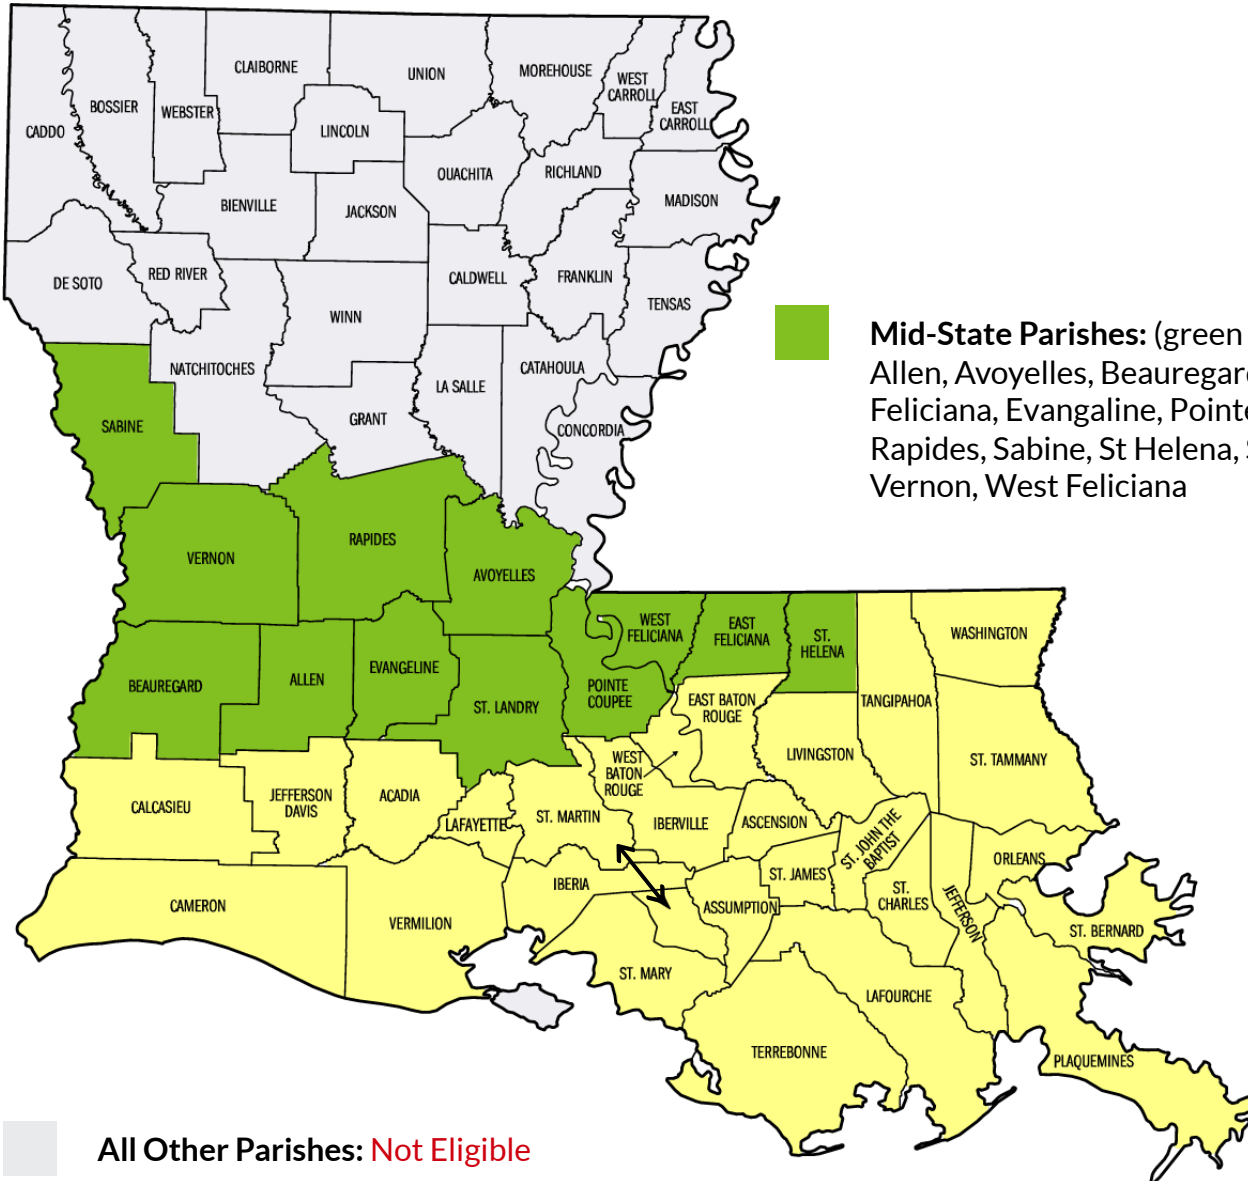 CLAIBORNE
UNION
MOREHOUSE
WEST
CARROLL
EAST
CARROLL
BOSSIER
WEBSTER
CADDO
LINCOLN
OUACHITA
RICHLAND
MADISON
BIENVILLE
JACKSON
DE SOTO
RED RIVER
CALDWELL
FRANKLIN
TENSAS
WINN
NATCHITOCHES
LA SALLE
CATAHOULA
GRANT
CONCORDIA
SABINE
Mid-State Parishes: (green
Allen, Avoyelles, Beauregard
Feliciana, Evangaline, Pointe
Rapides, Sabine, St Helena, S
Vernon, West Feliciana
VERNON
RAPIDES
AVOYELLES
WEST
FELICIANA
EAST
FELICIANA
ST.
HELENA
WASHINGTON
BEAUREGARD
ALLEN
EVANGELINE
ST. LANDRY
POINTE
COUPEE
EAST BATON
ROUGE
TANGIPAHOA
LIVINGSTON
ST. TAMMANY
WEST
BATON
ROUGE
CALCASIEU
JEFFERSON
DAVIS
ACADIA
LAFAYETTE
ST. MARTIN
IBERVILLE
ASCENSION
ST. JOHN THE
BAPTIST
ORLEANS
ST. JAMES
IBERIA
ST.
CHARLES
JEFFERSON
CAMERON
VERMILION
ASSUMPTION
ST. BERNARD
ST. MARY
LAFOURCHE
TERREBONNE
PLAQUEMINES
All Other Parishes: Not Eligible